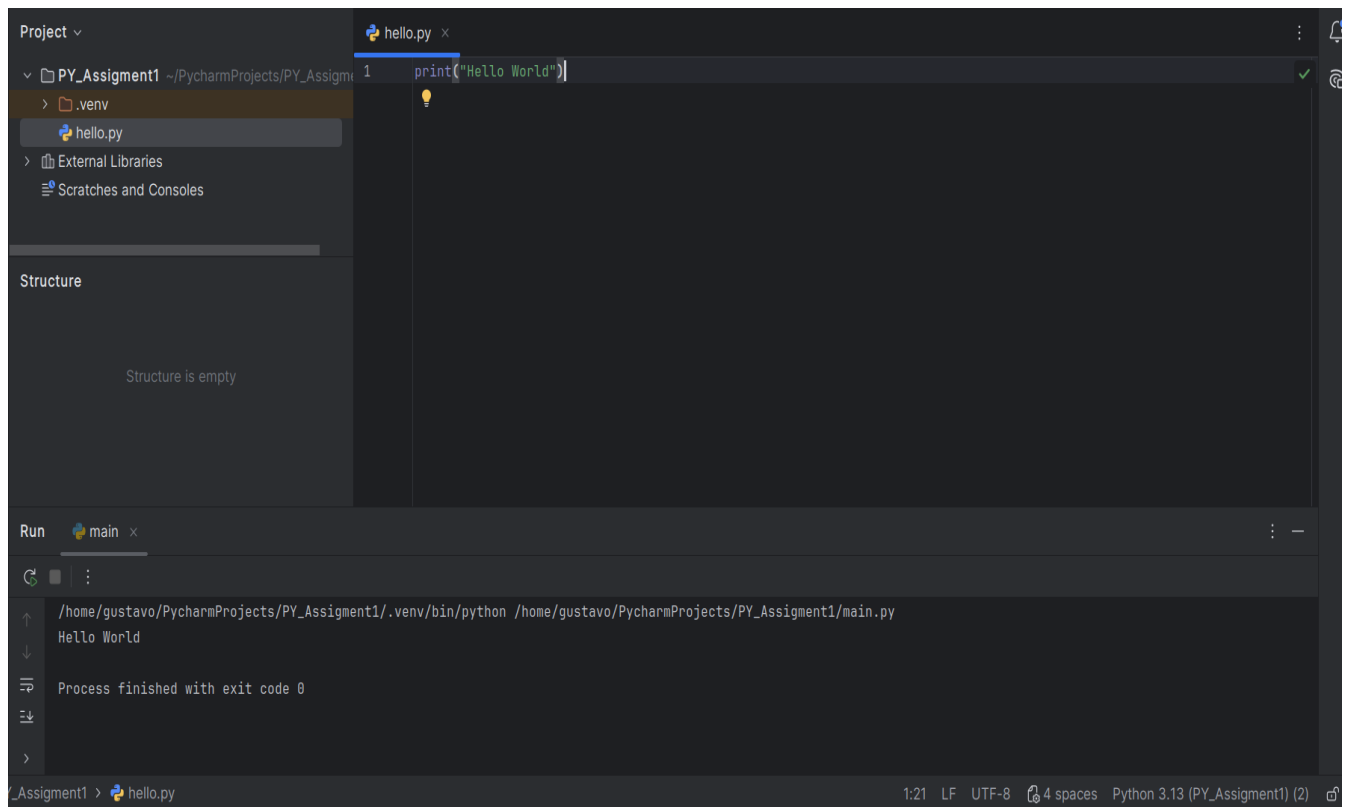 Project
hello.py
PY_Assigment1 ~/PycharmProjects/PY_Assigme
.venv
hello.py
External Libraries
Scratches and Consoles
1 print("Hello World")
Structure
Structure is empty
Run main
/home/gustavo/PycharmProjects/PY_Assigment1/.venv/bin/python /home/gustavo/PycharmProjects/PY_Assigment1/main.py
Hello World
Process finished with exit code 0
_Assigment1 > hello.py 1:21 LF UTF-8 4 spaces Python 3.13 (PY_Assigment1) (2)